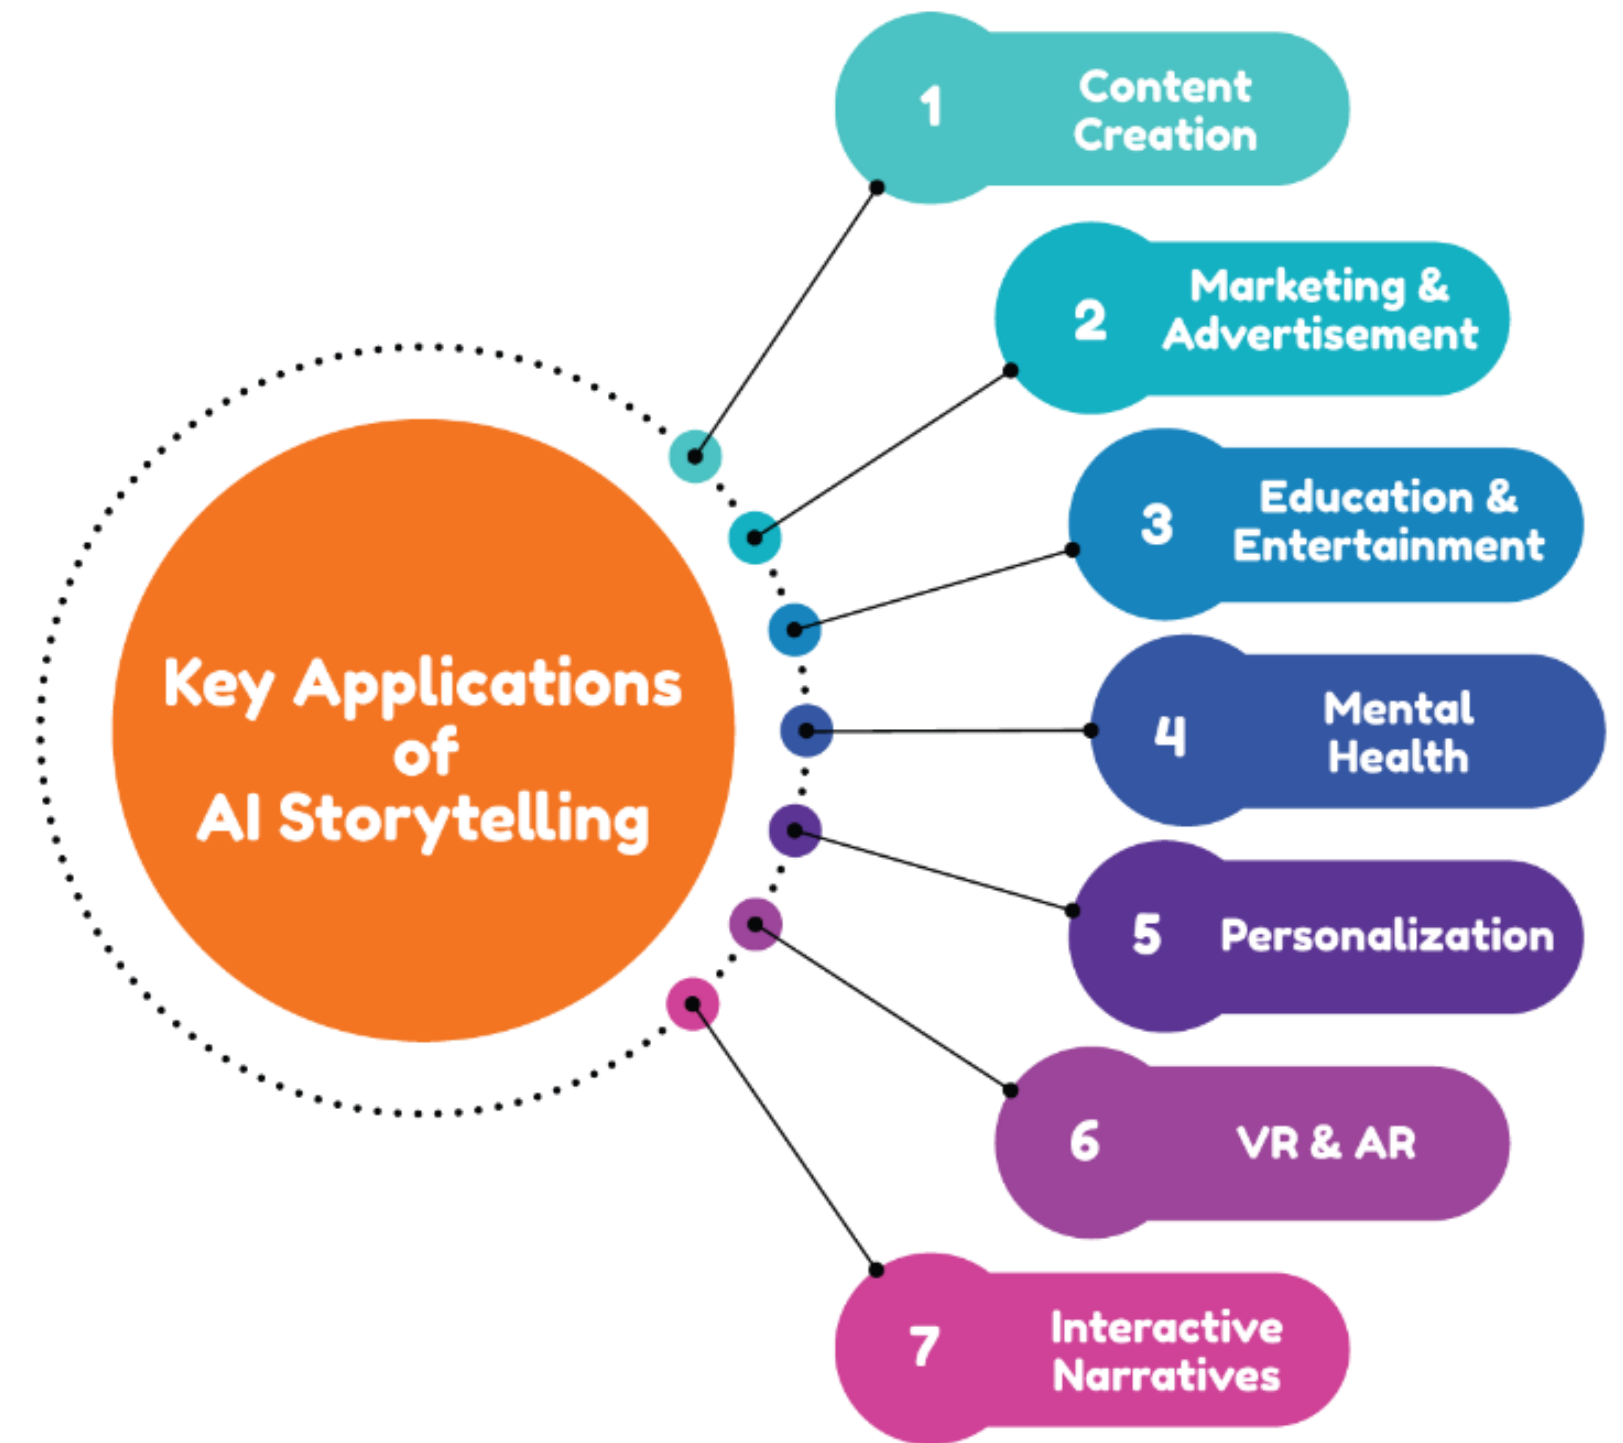 Key Applications
of
AI Storytelling
1
Content
Creation
2
Marketing &
Advertisement
3
Education &
Entertainment
4
Mental
Health
5
Personalization
6
VR & AR
7
Interactive
Narratives